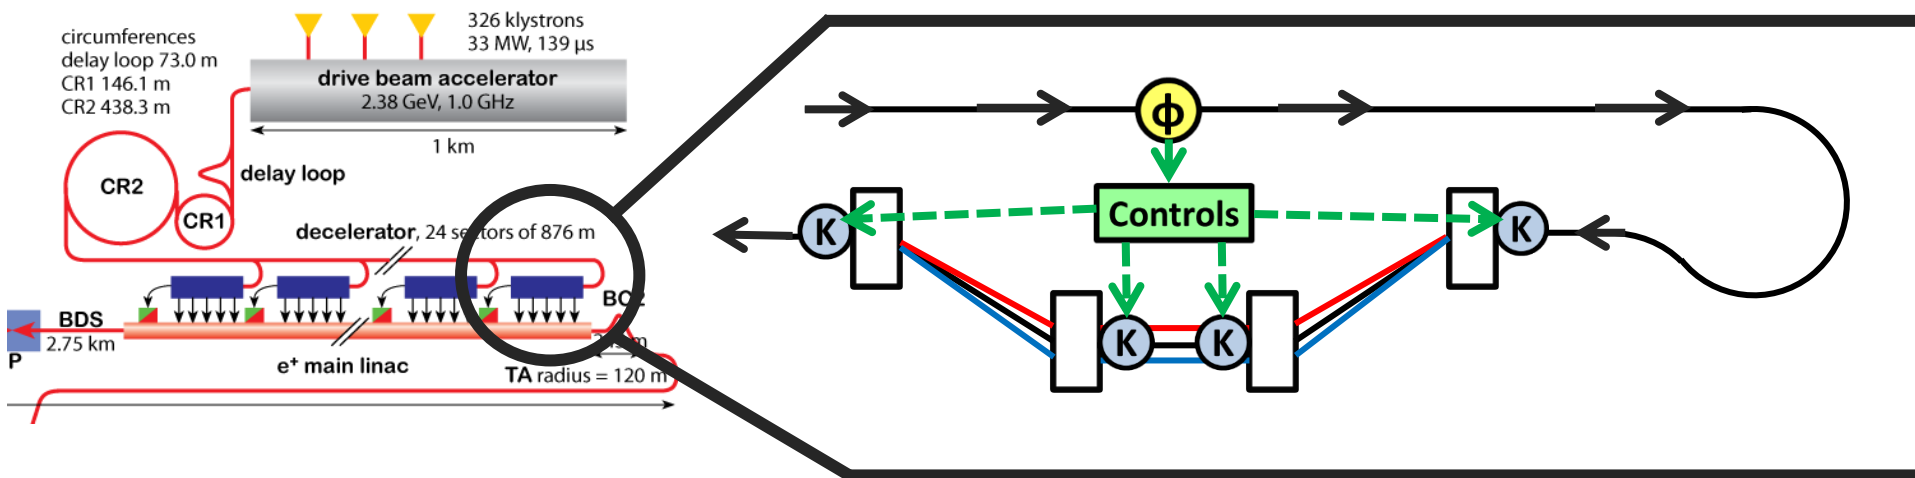 circumferences
delay loop 73.0 m
CR1 146.1 m
CR2 438.3 m
326 klystrons
33 MW, 139 µs
drive beam accelerator
2.38 GeV, 1.0 GHz
1 km
delay loop
CR2
CR1
decelerator, 24 sectors of 876 m
BC2
BDS
2.75 km
P
e⁺ main linac
m
TA radius = 120 m
ϕ
Controls
K
K
K
K